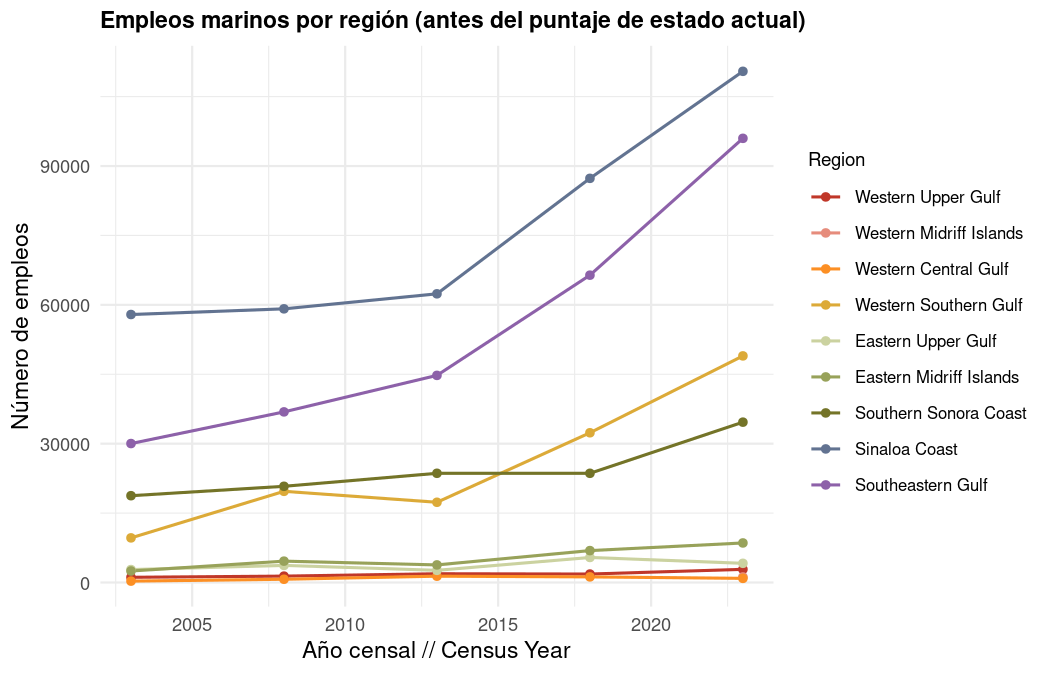 Empleos marinos por región (antes del puntaje de estado actual)
Número de empleos
90000
60000
30000
0
2005
2010
2015
2020
Año censal // Census Year
Region
Western Upper Gulf
Western Midriff Islands
Western Central Gulf
Western Southern Gulf
Eastern Upper Gulf
Eastern Midriff Islands
Southern Sonora Coast
Sinaloa Coast
Southeastern Gulf